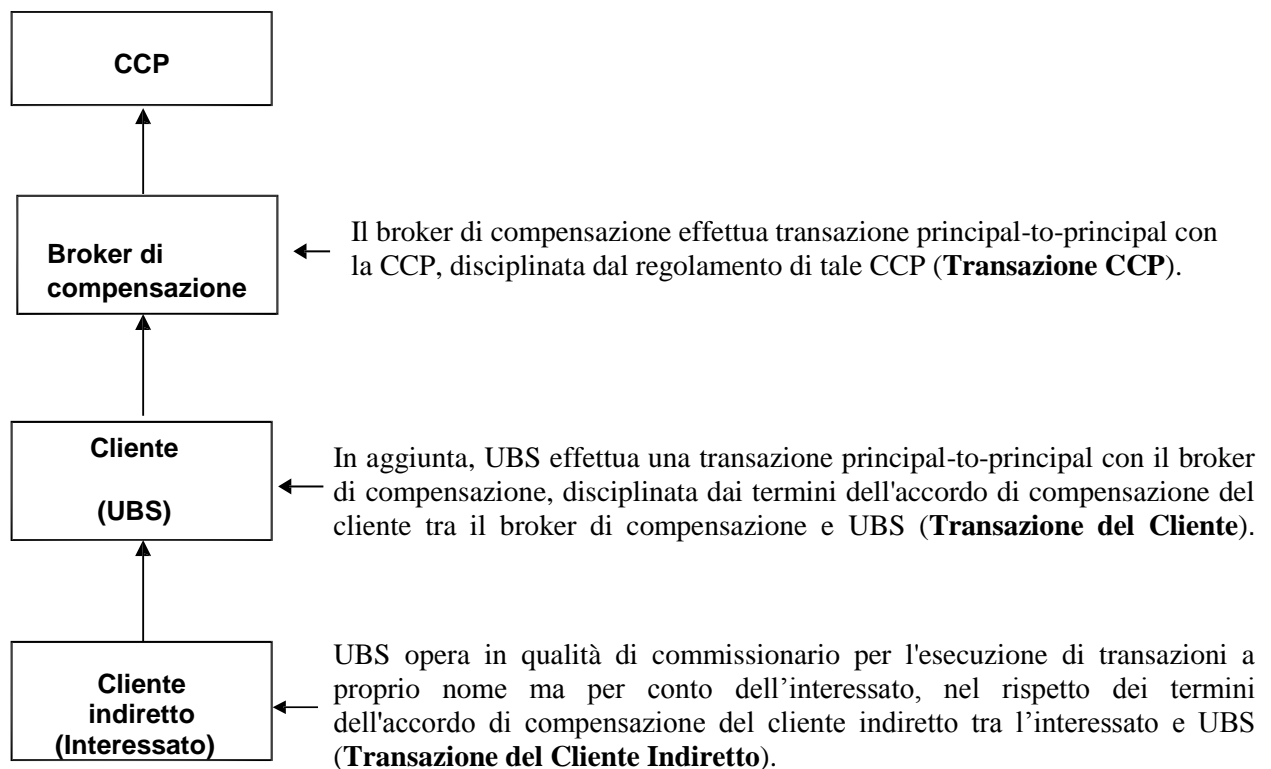 CCP
Broker di
compensazione
Il broker di compensazione effettua transazione principal-to-principal con
la CCP, disciplinata dal regolamento di tale CCP (Transazione CCP).
Cliente
(UBS)
In aggiunta, UBS effettua una transazione principal-to-principal con il broker
di compensazione, disciplinata dai termini dell'accordo di compensazione del
cliente tra il broker di compensazione e UBS (Transazione del Cliente).
Cliente
indiretto
(Interessato)
UBS opera in qualità di commissionario per l'esecuzione di transazioni a
proprio nome ma per conto dell’interessato, nel rispetto dei termini
dell'accordo di compensazione del cliente indiretto tra l’interessato e UBS
(Transazione del Cliente Indiretto).